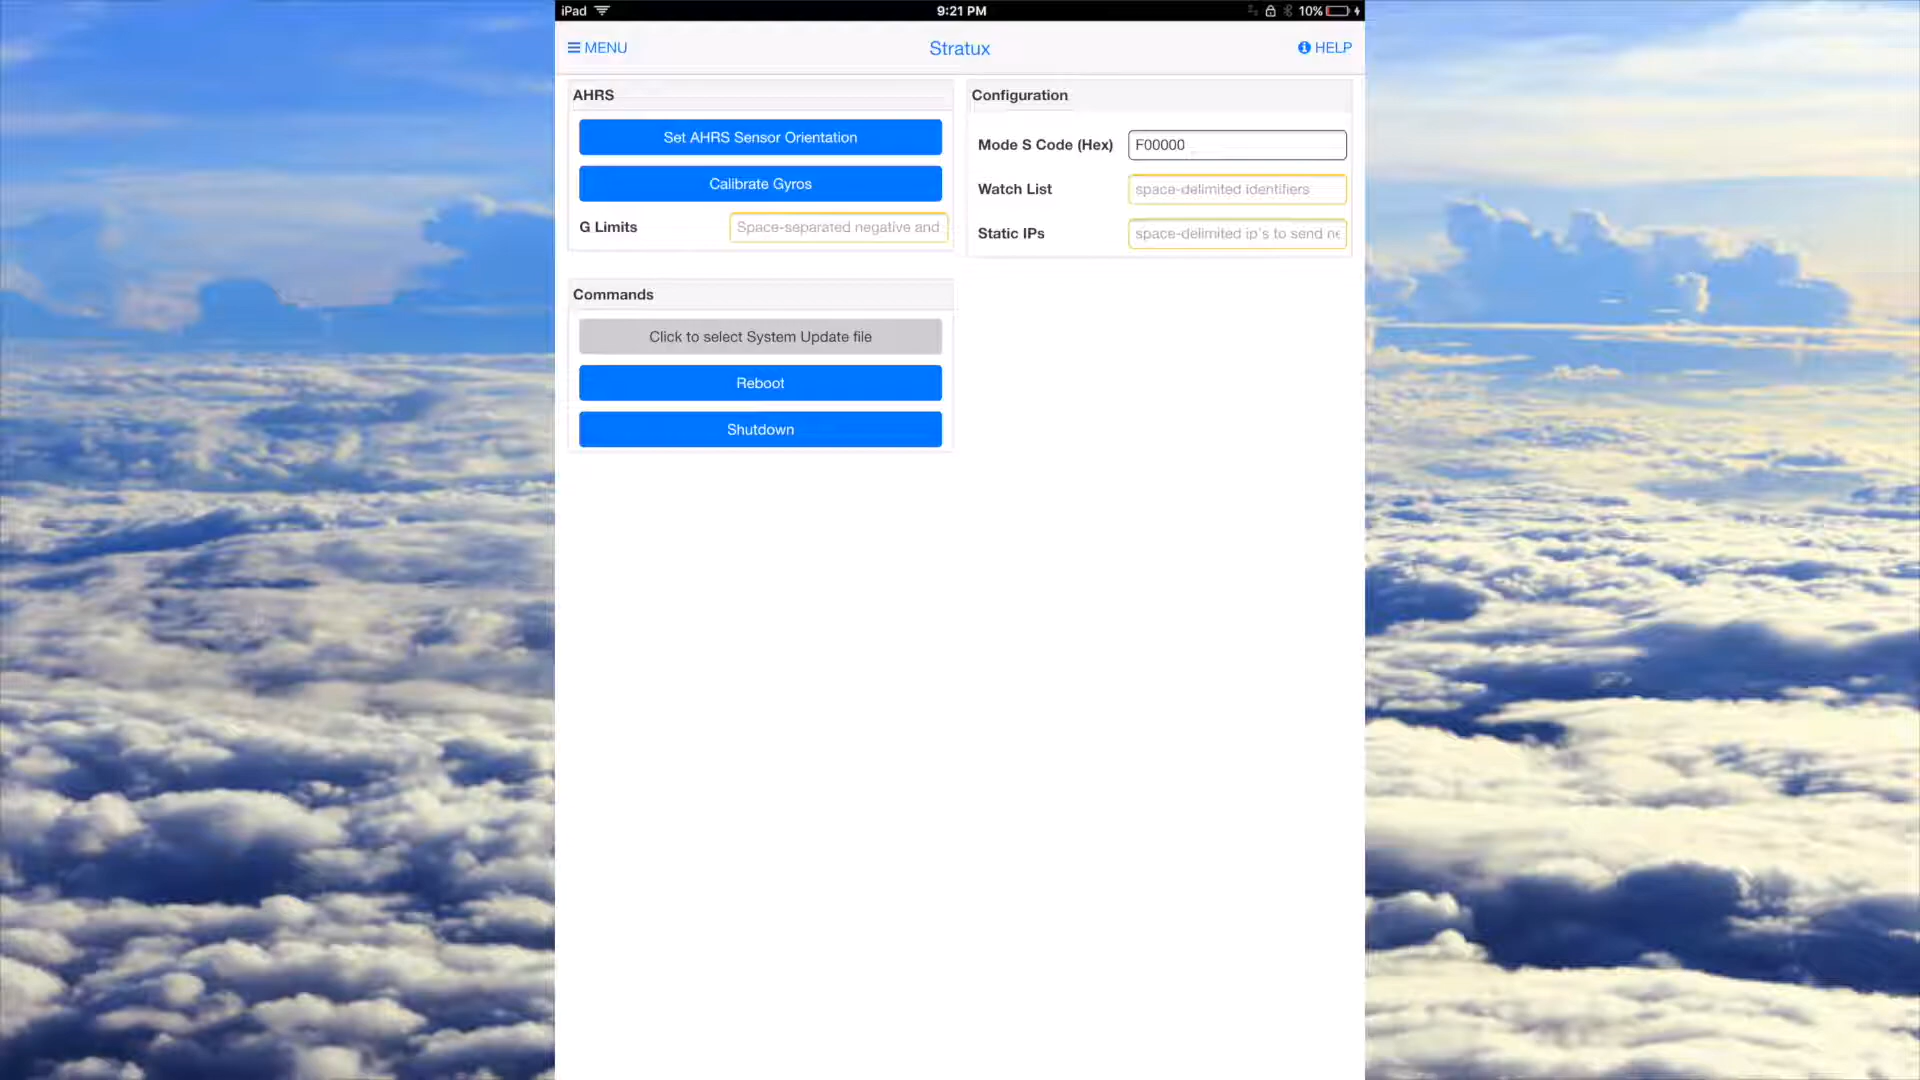 iPad 9:21 PM 10%
MENU Stratux HELP
AHRS
Set AHRS Sensor Orientation
Calibrate Gyros
G Limits Space-separated negative and
Configuration
Mode S Code (Hex) F00000
Watch List space-delimited identifiers
Static IPs space-delimited ip's to send ne
Commands
Click to select System Update file
Reboot
Shutdown